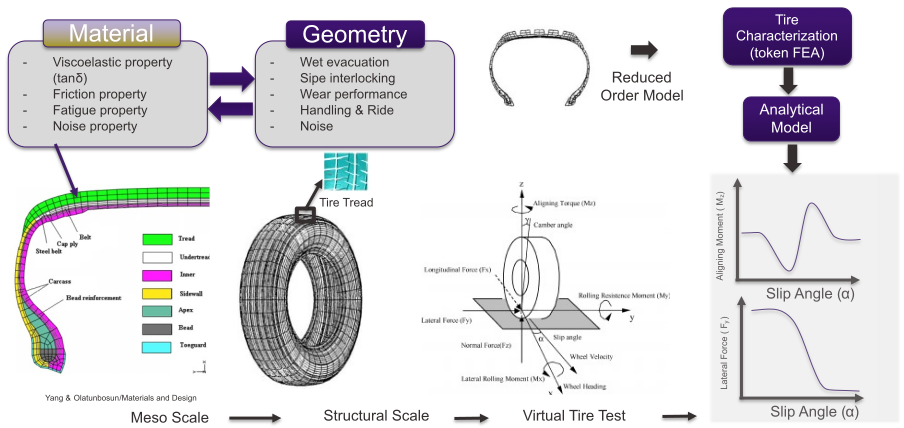 Material
- Viscoelastic property
(tanδ)
- Friction property
- Fatigue property
- Noise property
Geometry
- Wet evacuation
- Sipe interlocking
- Wear performance
- Handling & Ride
- Noise
Reduced
Order Model
Tire
Characterization
(token FEA)
Analytical
Model
Tire Tread
Belt
Cap ply
Steel belt
Carcass
Bead reinforcement
Tread
Undertread
Inner
Sidewall
Apex
Bead
Toeguard
z
Aligning Torque (Mz)
γ
Camber angle
Longitudinal Force (Fx)
Rolling Resistence Moment (My)
Lateral Force(Fy)
y
Normal Force(Fz)
α
Slip angle
Wheel Velocity
Lateral Rolling Moment (Mx)
Wheel Heading
x
Aligning Moment ( Mz)
Slip Angle (α)
Lateral Force ( Fy )
Slip Angle (α)
Yang & Olatunbosun/Materials and Design
Meso Scale
Structural Scale
Virtual Tire Test